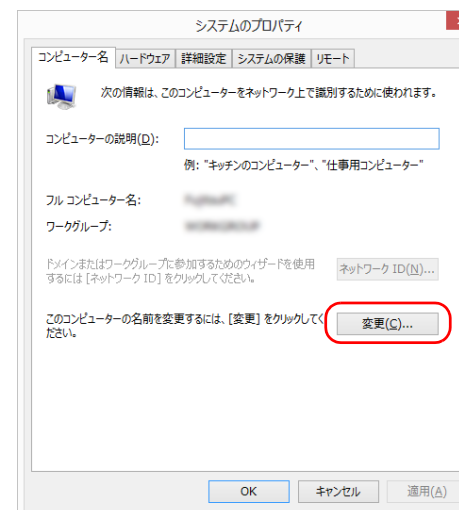 システムのプロパティ
コンピューター名 ハードウェア 詳細設定 システムの保護 リモート
次の情報は、このコンピューターをネットワーク上で識別するために使われます。
コンピューターの説明(D):
例: "キッチンのコンピューター"、"仕事用コンピューター"
フル コンピューター名:
ワークグループ:
ドメインまたはワークグループに参加するためのウィザードを使用
するには [ネットワーク ID] をクリックしてください。
ネットワーク ID(N)...
このコンピューターの名前を変更するには、[変更] をクリックしてく
ださい。
変更(C)...
OK キャンセル 適用(A)